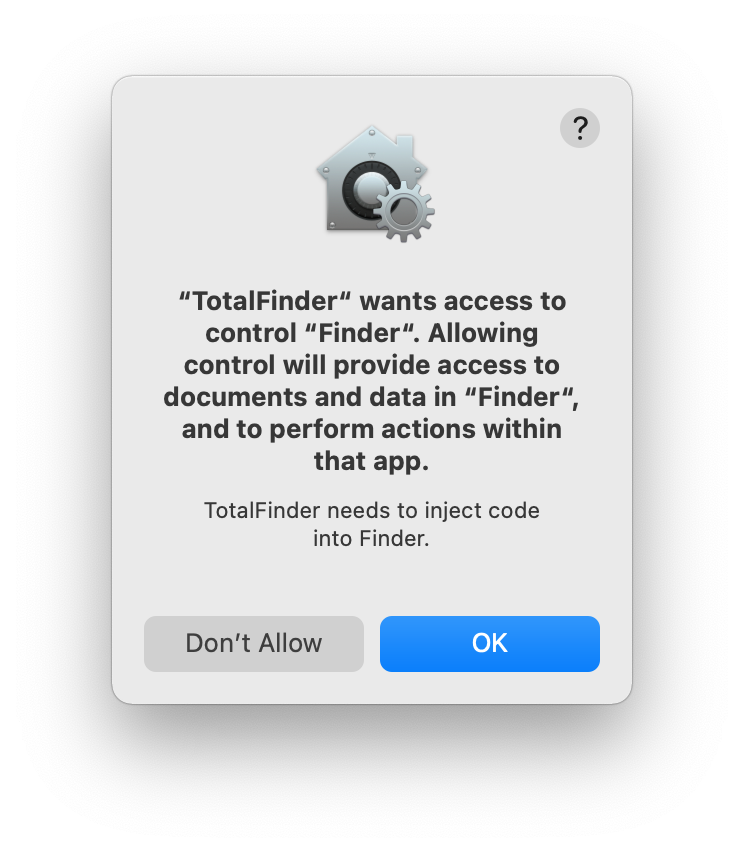 ?
“TotalFinder“ wants access to
control “Finder“. Allowing
control will provide access to
documents and data in “Finder“,
and to perform actions within
that app.
TotalFinder needs to inject code
into Finder.
Don’t Allow
OK